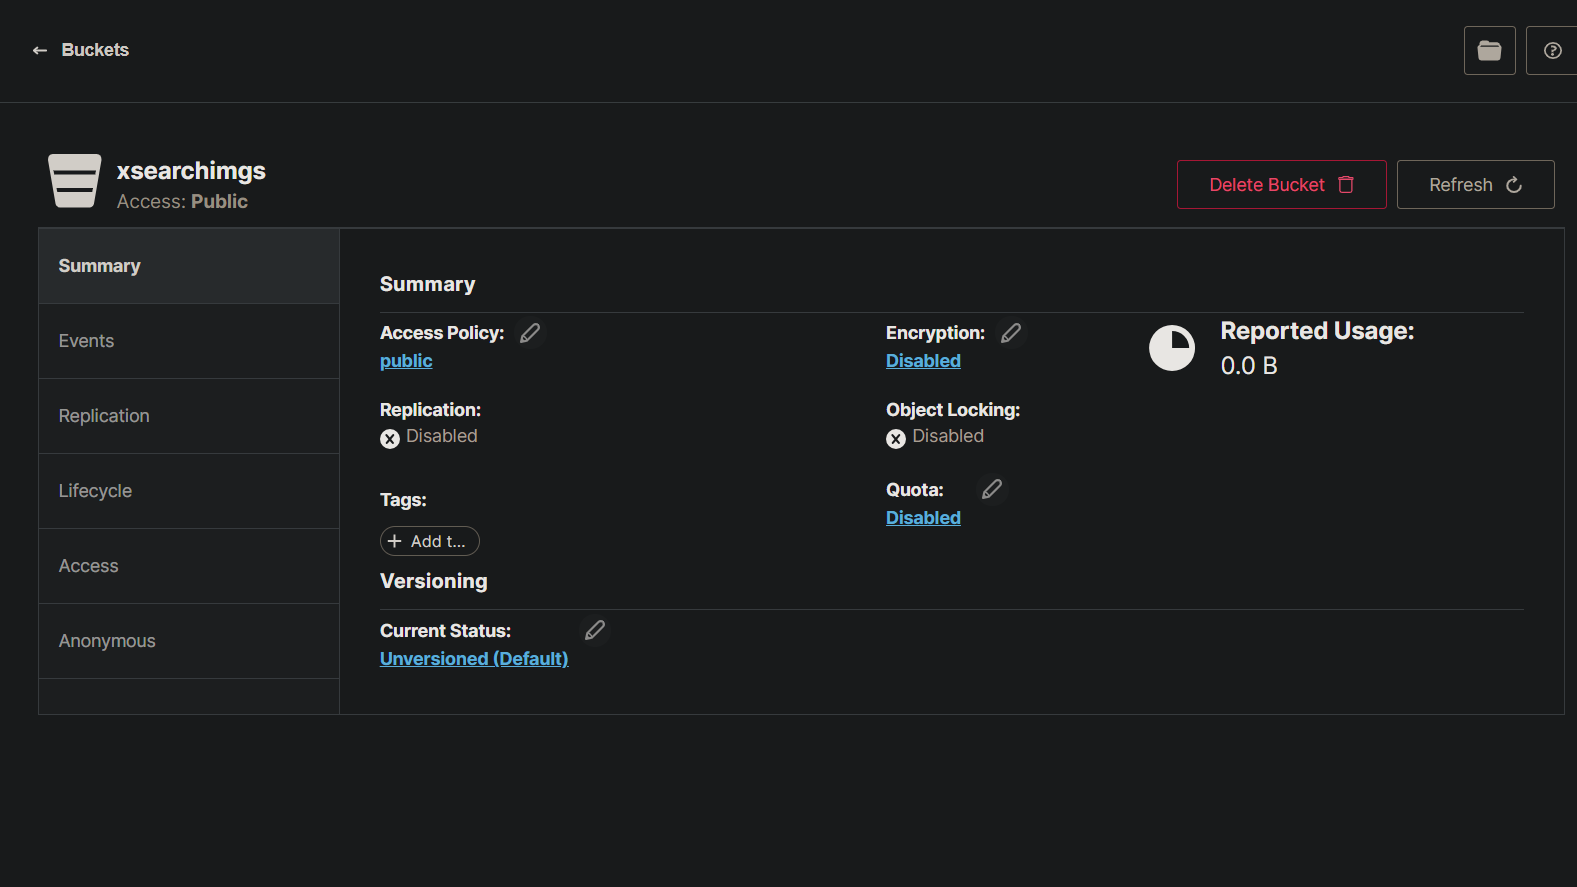 Buckets
xsearchimgs
Access: Public
Delete Bucket
Refresh
Summary
Events
Replication
Lifecycle
Access
Anonymous
Summary
Access Policy:
public
Encryption:
Disabled
Reported Usage:
0.0 B
Replication:
Disabled
Object Locking:
Disabled
Tags:
Add t...
Quota:
Disabled
Versioning
Current Status:
Unversioned (Default)